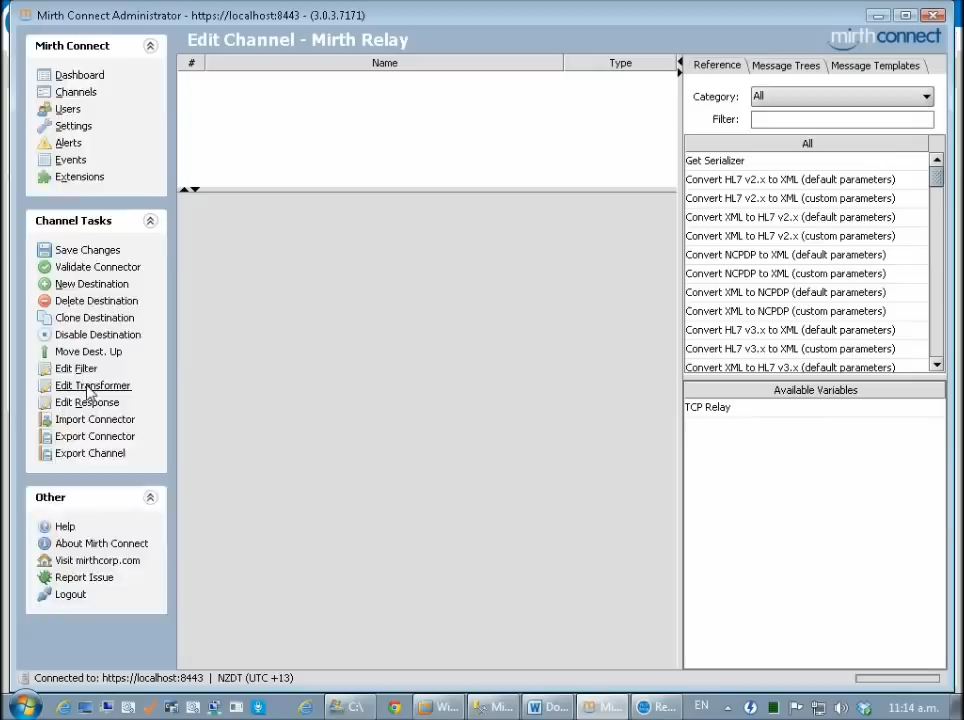 Mirth Connect Administrator - https://localhost:8443 - (3.0.3.7171)
Mirth Connect
Dashboard
Channels
Users
Settings
Alerts
Events
Extensions
Channel Tasks
Save Changes
Validate Connector
New Destination
Delete Destination
Clone Destination
Disable Destination
Move Dest. Up
Edit Filter
Edit Transformer
Edit Response
Import Connector
Export Connector
Export Channel
Other
Help
About Mirth Connect
Visit mirthcorp.com
Report Issue
Logout
Edit Channel - Mirth Relay
mirthconnect
# Name Type
Reference Message Trees Message Templates
Category: All
Filter:
All
Get Serializer
Convert HL7 v2.x to XML (default parameters)
Convert HL7 v2.x to XML (custom parameters)
Convert XML to HL7 v2.x (default parameters)
Convert XML to HL7 v2.x (custom parameters)
Convert NCPDP to XML (default parameters)
Convert NCPDP to XML (custom parameters)
Convert XML to NCPDP (default parameters)
Convert XML to NCPDP (custom parameters)
Convert HL7 v3.x to XML (default parameters)
Convert HL7 v3.x to XML (custom parameters)
Convert XML to HL7 v3.x (default parameters)
Available Variables
TCP Relay
Connected to: https://localhost:8443 | NZDT (UTC +13)
C:\ Wi... Mi... Do... Mi... Re... EN 11:14 a.m.